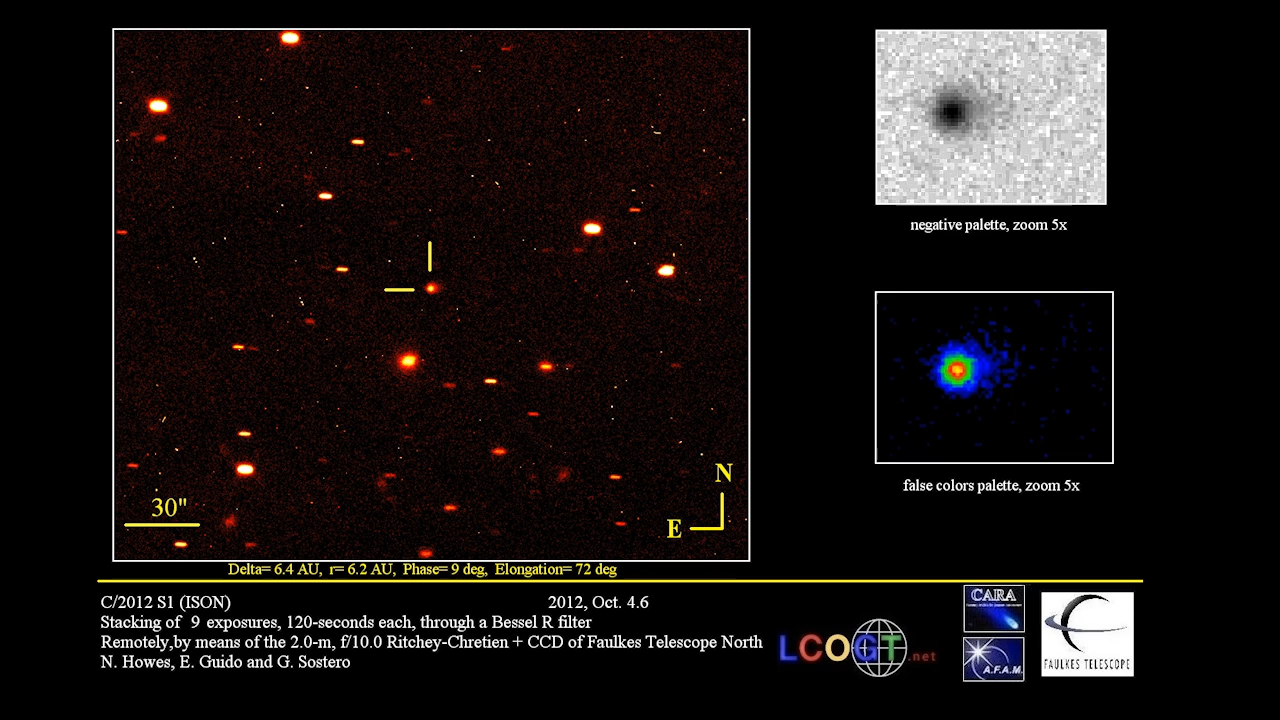 negative palette, zoom 5x
false colors palette, zoom 5x
30"
N
E
Delta= 6.4 AU, r= 6.2 AU, Phase= 9 deg, Elongation= 72 deg
C/2012 S1 (ISON)
2012, Oct. 4.6
Stacking of 9 exposures, 120-seconds each, through a Bessel R filter
Remotely,by means of the 2.0-m, f/10.0 Ritchey-Chretien + CCD of Faulkes Telescope North
N. Howes, E. Guido and G. Sostero
LCOGT.net
CARA
A.F.A.M.
FAULKES TELESCOPE